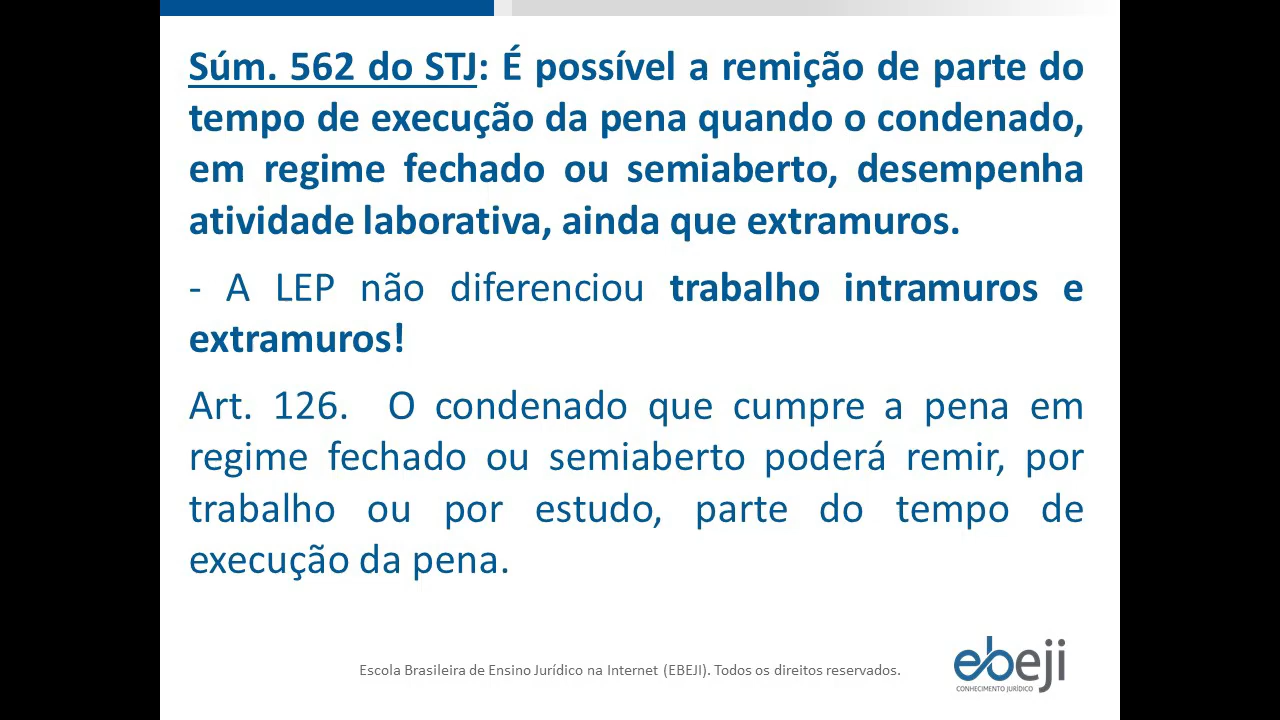 Súm. 562 do STJ: É possível a remição de parte do
tempo de execução da pena quando o condenado,
em regime fechado ou semiaberto, desempenha
atividade laborativa, ainda que extramuros.
- A LEP não diferenciou trabalho intramuros e
extramuros!
Art. 126. O condenado que cumpre a pena em
regime fechado ou semiaberto poderá remir, por
trabalho ou por estudo, parte do tempo de
execução da pena.
Escola Brasileira de Ensino Jurídico na Internet (EBEJI). Todos os direitos reservados.
ebeji
CONHECIMENTO JURÍDICO